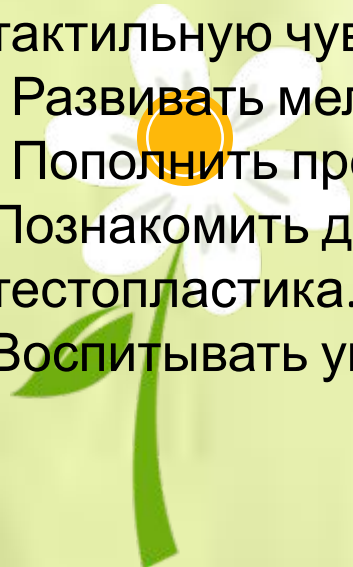 тактильную чув
Развивать мел
Пополнить пр
Познакомить д
тестопластика.
Воспитывать у